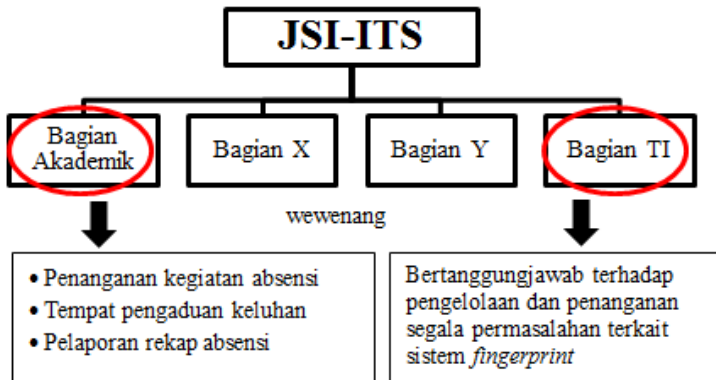 JSI-ITS
Bagian
Akademik
Bagian X
Bagian Y
Bagian TI
wewenang
• Penanganan kegiatan absensi
• Tempat pengaduan keluhan
• Pelaporan rekap absensi
Bertanggungjawab terhadap
pengelolaan dan penanganan
segala permasalahan terkait
sistem fingerprint